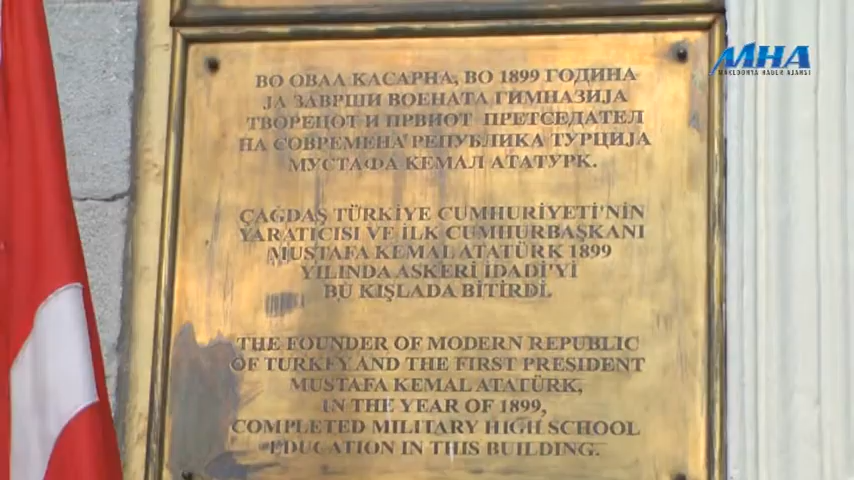 ВО ОВАА КАСАРНА, ВО 1899 ГОДИНА
ЈА ЗАВРШИ ВОЕНАТА ГИМНАЗИЈА
ТВОРЕЦОТ И ПРВИОТ ПРЕТСЕДАТЕЛ
НА СОВРЕМЕНА РЕПУБЛИКА ТУРЦИЈА
МУСТАФА КЕМАЛ АТАТУРК.
ÇAĞDAŞ TÜRKİYE CUMHURİYETİ'NİN
YARATICISI VE İLK CUMHURBAŞKANI
MUSTAFA KEMAL ATATÜRK 1899
YILINDA ASKERİ İDADİ'Yİ
BU KIŞLADA BİTİRDİ.
THE FOUNDER OF MODERN REPUBLIC
OF TURKEY AND THE FIRST PRESIDENT
MUSTAFA KEMAL ATATÜRK,
IN THE YEAR OF 1899,
COMPLETED MILITARY HIGH SCHOOL
EDUCATION IN THIS BUILDING.
MHA
MAKEDONYA HABER AJANSI